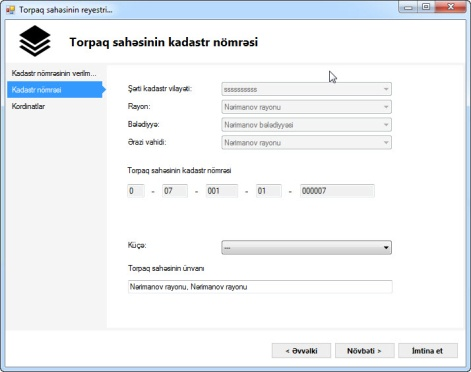 Torpaq sahəsinin reyestri...
Torpaq sahəsinin kadastr nömrəsi
Kadastr nömrəsinin verilm...
Kadastr nömrəsi
Kordinatlar
Şəti kadastr vilayəti: ssssssssss
Rayon: Nərimanov rayonu
Bələdiyyə: Nərimanov bələdiyyəsi
Ərazi vahidi: Nərimanov rayonu
Torpaq sahəsinin kadastr nömrəsi
0 - 07 - 001 - 01 - 000007
Küçə: ---
Torpaq sahəsinin ünvanı
Nərimanov rayonu, Nərimanov rayonu
< Əvvəlki Növbəti > İmtina et